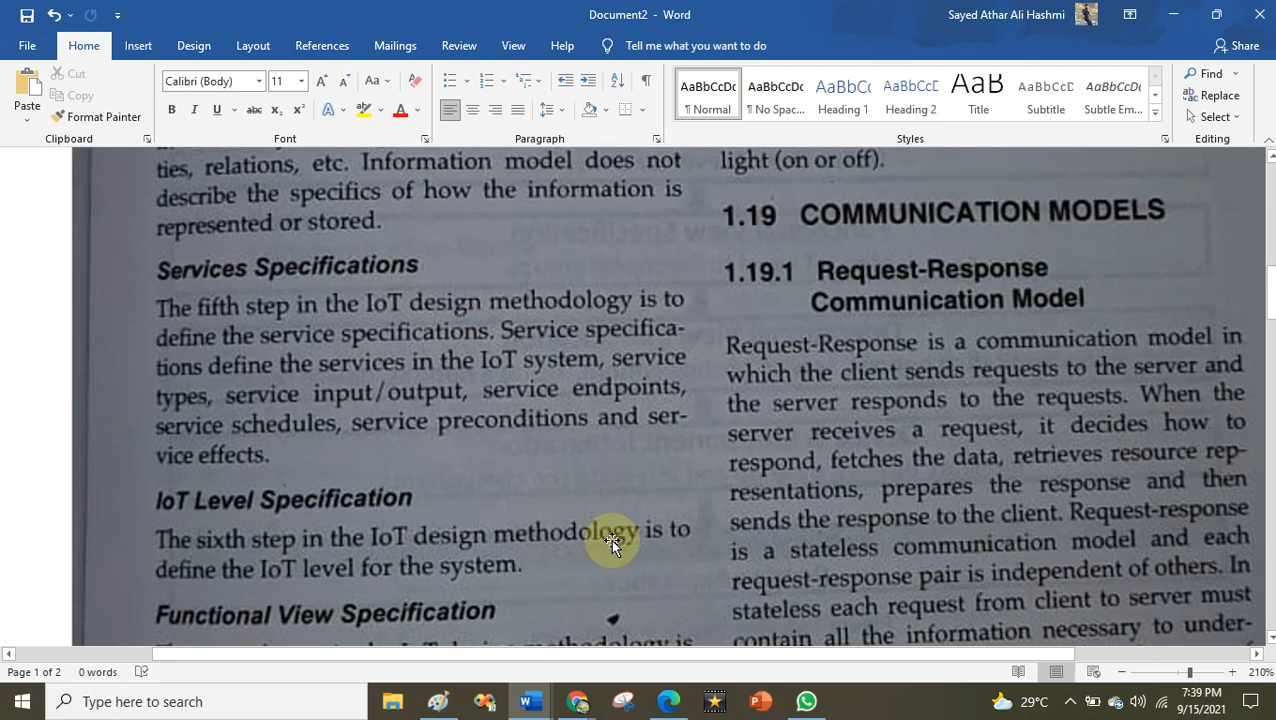 Document2 - Word
Sayed Athar Ali Hashmi
File Home Insert Design Layout References Mailings Review View Help Tell me what you want to do Share
Paste
Cut
Copy
Format Painter
Clipboard
Calibri (Body) 11
Font
Paragraph
AaBbCcDc AaBbCcDc AaBbCc AaBbCcC AaB AaBbCcC AaBbCcDc
¶ Normal ¶ No Spac... Heading 1 Heading 2 Title Subtitle Subtle Em...
Styles
Find
Replace
Select
Editing
ties, relations, etc. Information model does not
describe the specifics of how the information is
represented or stored.
Services Specifications
The fifth step in the IoT design methodology is to
define the service specifications. Service specifica-
tions define the services in the IoT system, service
types, service input/output, service endpoints,
service schedules, service preconditions and ser-
vice effects.
IoT Level Specification
The sixth step in the IoT design methodology is to
define the IoT level for the system.
Functional View Specification
light (on or off).
1.19 COMMUNICATION MODELS
1.19.1 Request-Response
Communication Model
Request-Response is a communication model in
which the client sends requests to the server and
the server responds to the requests. When the
server receives a request, it decides how to
respond, fetches the data, retrieves resource rep-
resentations, prepares the response and then
sends the response to the client. Request-response
is a stateless communication model and each
request-response pair is independent of others. In
stateless each request from client to server must
contain all the information necessary to under-
Page 1 of 2 0 words
210%
Type here to search
29°C
7:39 PM
9/15/2021